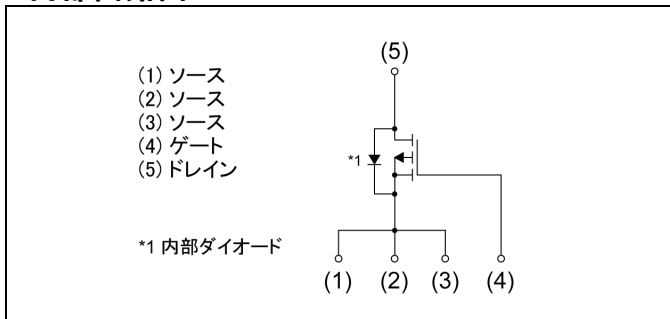 (5)
(1) ソース
(2) ソース
(3) ソース
(4) ゲート
(5) ドレイン
*1
*1 内部ダイオード
(1) (2) (3) (4)